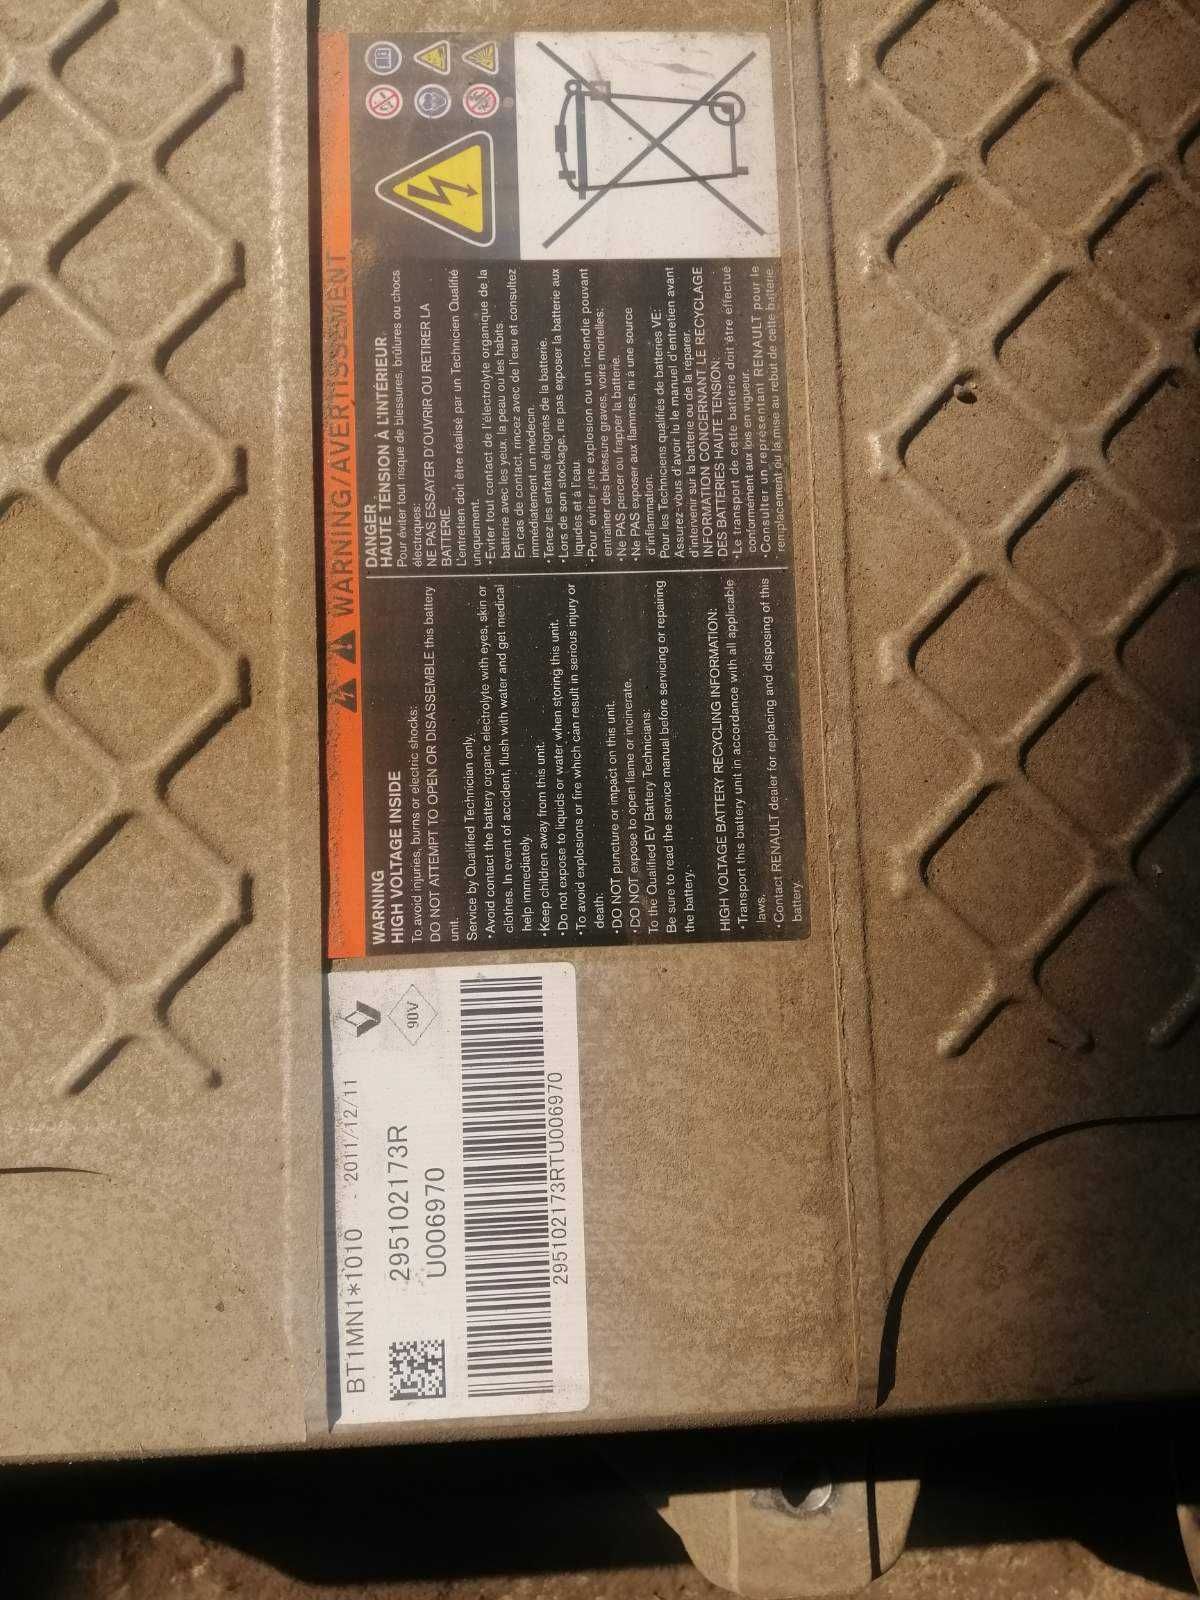 WARNING/AVERTISSEMENT
WARNING
HIGH VOLTAGE INSIDE
To avoid injuries, burns or electric shocks:
DO NOT ATTEMPT TO OPEN OR DISASSEMBLE this battery
unit.
Service by Qualified Technician only.
•Avoid contact the battery organic electrolyte with eyes, skin or
clothes. In event of accident, flush with water and get medical
help immediately.
•Keep children away from this unit.
•Do not expose to liquids or water when storing this unit.
•To avoid explosions or fire which can result in serious injury or
death:
•DO NOT puncture or impact on this unit.
•DO NOT expose to open flame or incinerate.
To the Qualified EV Battery Technicians:
Be sure to read the service manual before servicing or repairing
the battery.
HIGH VOLTAGE BATTERY RECYCLING INFORMATION:
•Transport this battery unit in accordance with all applicable
laws.
•Contact RENAULT dealer for replacing and disposing of this
battery.
DANGER
HAUTE TENSION À L'INTÉRIEUR
Pour éviter tout risque de blessures, brûlures ou chocs
électriques:
NE PAS ESSAYER D'OUVRIR OU RETIRER LA
BATTERIE.
L'entretien doit être réalisé par un Technicien Qualifié
uniquement.
•Eviter tout contact de l'électrolyte organique de la
batterie avec les yeux, la peau ou les habits.
En cas de contact, rincez avec de l'eau et consultez
immédiatement un médecin.
•Tenez les enfants éloignés de la batterie.
•Lors de son stockage, ne pas exposer la batterie aux
liquides et à l'eau.
•Pour éviter une explosion ou un incendie pouvant
entraîner des blessure graves, voire mortelles:
•Ne PAS percer ou frapper la batterie.
•Ne PAS exposer aux flammes, ni à une source
d'inflammation.
Pour les Techniciens qualifiés de batteries VE:
Assurez-vous d'avoir lu le manuel d'entretien avant
d'intervenir sur la batterie ou de la réparer.
INFORMATION CONCERNANT LE RECYCLAGE
DES BATTERIES HAUTE TENSION:
•Le transport de cette batterie doit être effectué
conformément aux lois en vigueur.
•Consulter un représentant RENAULT pour le
remplacement ou la mise au rebut de cette batterie.
BT1MN1*1010 2011/12/11
295102173R
U006970
90V
295102173RTU006970